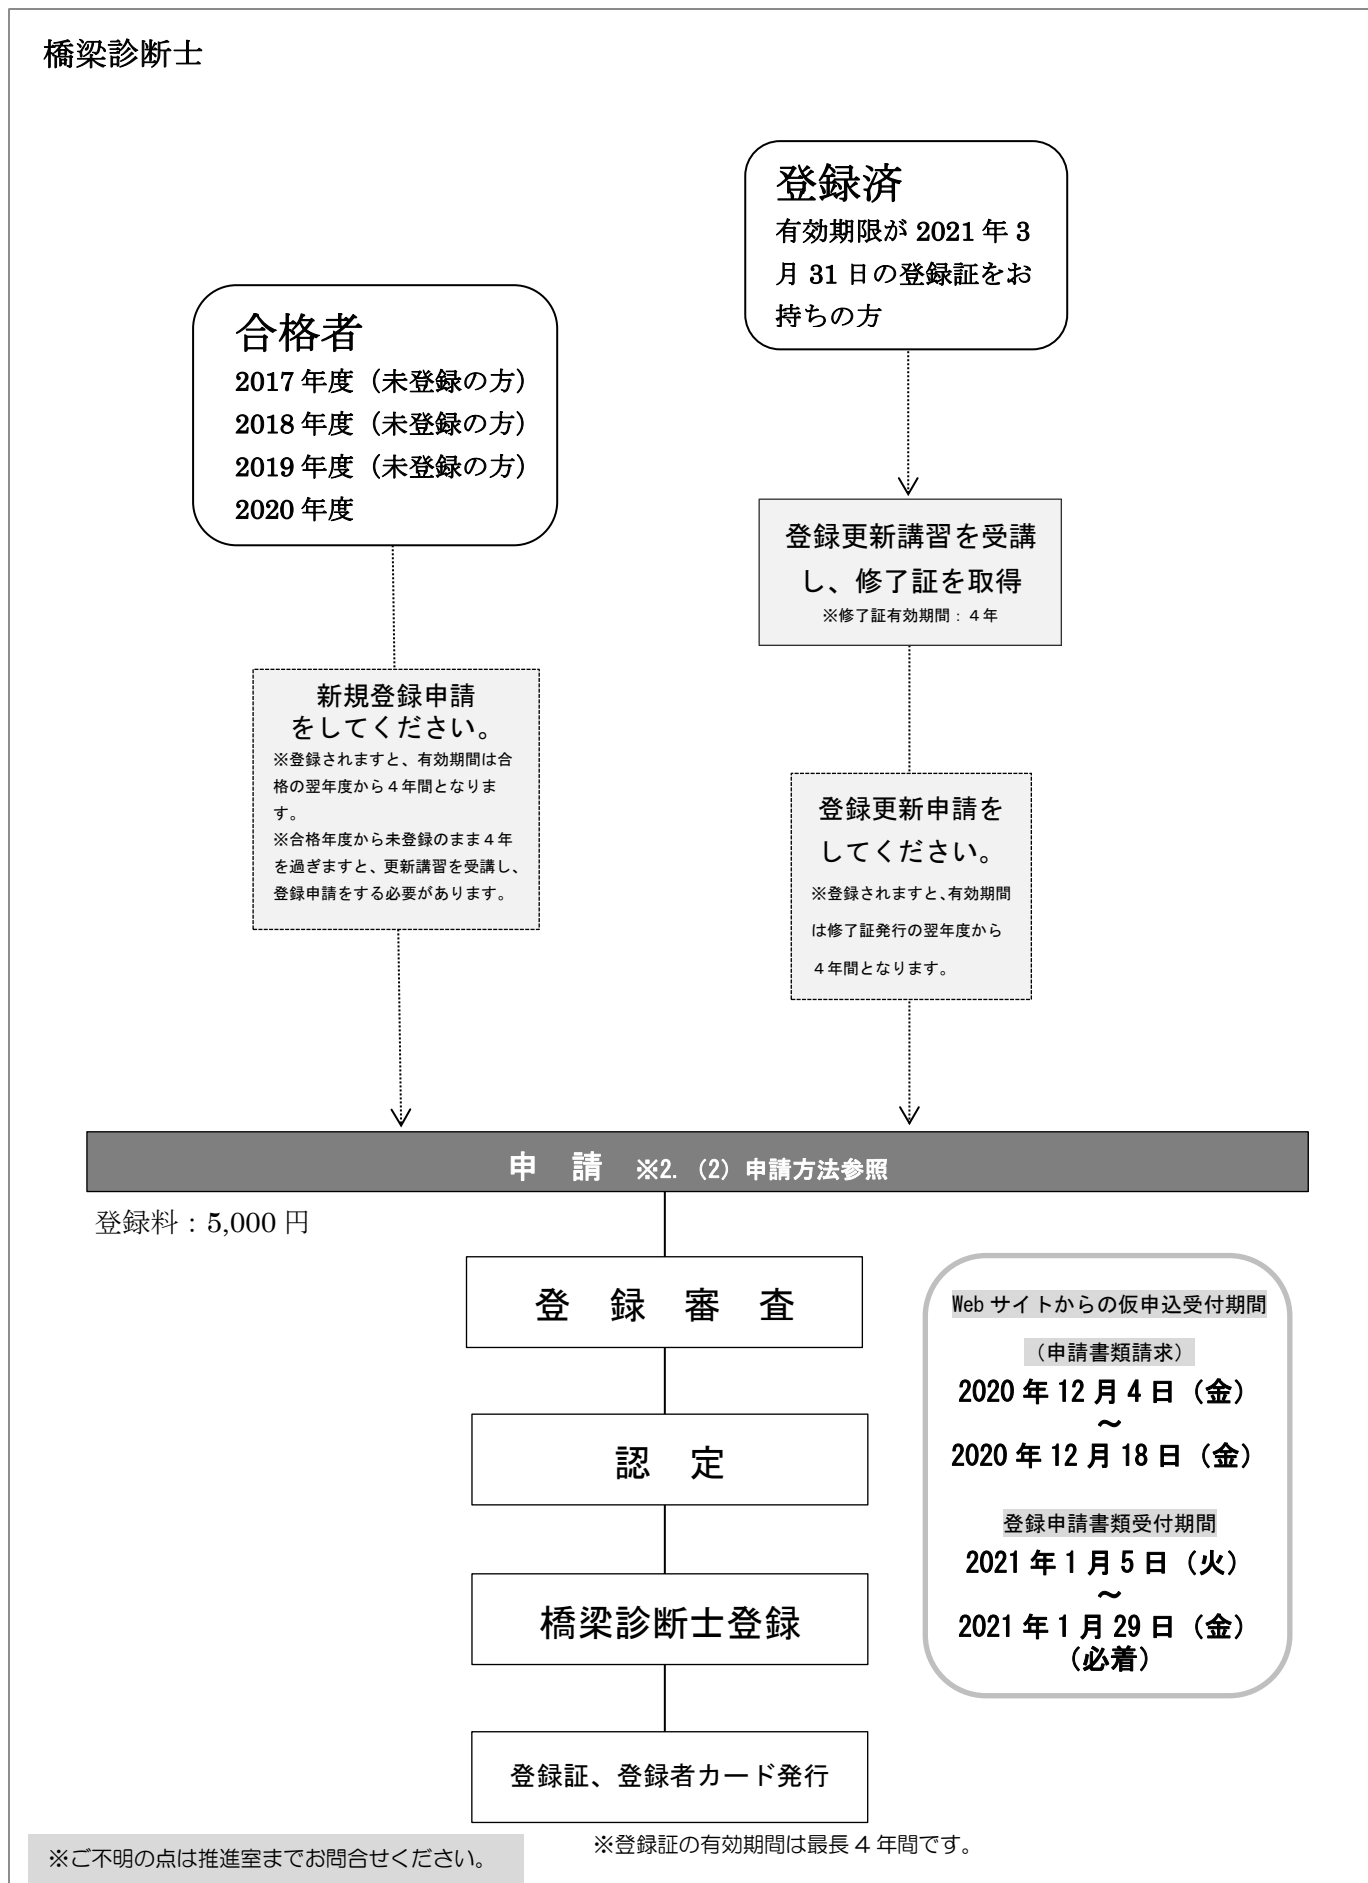 橋梁診断士
登録済
有効期限が 2021 年 3
月 31 日の登録証をお
持ちの方
合格者
2017 年度（未登録の方）
2018 年度（未登録の方）
2019 年度（未登録の方）
2020 年度
登録更新講習を受講
し、修了証を取得
※修了証有効期間：４年
新規登録申請
をしてください。
※登録されますと、有効期間は合
格の翌年度から４年間となりま
す。
※合格年度から未登録のまま４年
を過ぎますと、更新講習を受講し、
登録申請をする必要があります。
登録更新申請を
してください。
※登録されますと、有効期間
は修了証発行の翌年度から
４年間となります。
申　請　※2.（2）申請方法参照
登録料：5,000 円
登　録　審　査
認　定
橋梁診断士登録
登録証、登録者カード発行
Web サイトからの仮申込受付期間
（申請書類請求）
2020 年 12 月 4 日（金）
～
2020 年 12 月 18 日（金）
登録申請書類受付期間
2021 年 1 月 5 日（火）
～
2021 年 1 月 29 日（金）
（必着）
※登録証の有効期間は最長 4 年間です。
※ご不明の点は推進室までお問合せください。